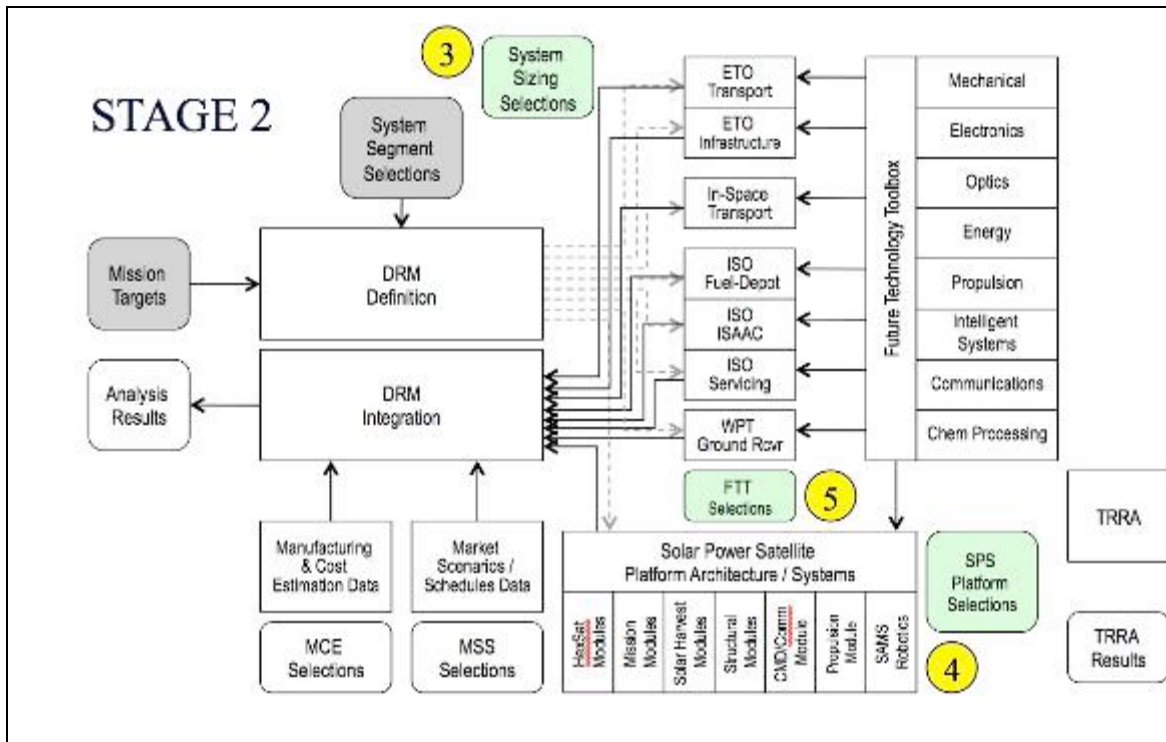 STAGE 2
3
System
Sizing
Selections
System
Segment
Selections
Mission
Targets
DRM
Definition
Analysis
Results
DRM
Integration
Manufacturing
& Cost
Estimation Data
Market
Scenarios /
Schedules Data
MCE
Selections
MSS
Selections
ETO
Transport
ETO
Infrastructure
In-Space
Transport
ISO
Fuel-Depot
ISO
ISAAC
ISO
Servicing
WPT
Ground Rcvr
Future Technology Toolbox
Mechanical
Electronics
Optics
Energy
Propulsion
Intelligent
Systems
Communications
Chem Processing
FTT
Selections
5
Solar Power Satellite
Platform Architecture / Systems
HexSat
Modules
Mission
Modules
Solar Harvest
Modules
Structural
Modules
CMD/Comm
Module
Propulsion
Module
SAMS
Robotics
SPS
Platform
Selections
4
TRRA
TRRA
Results